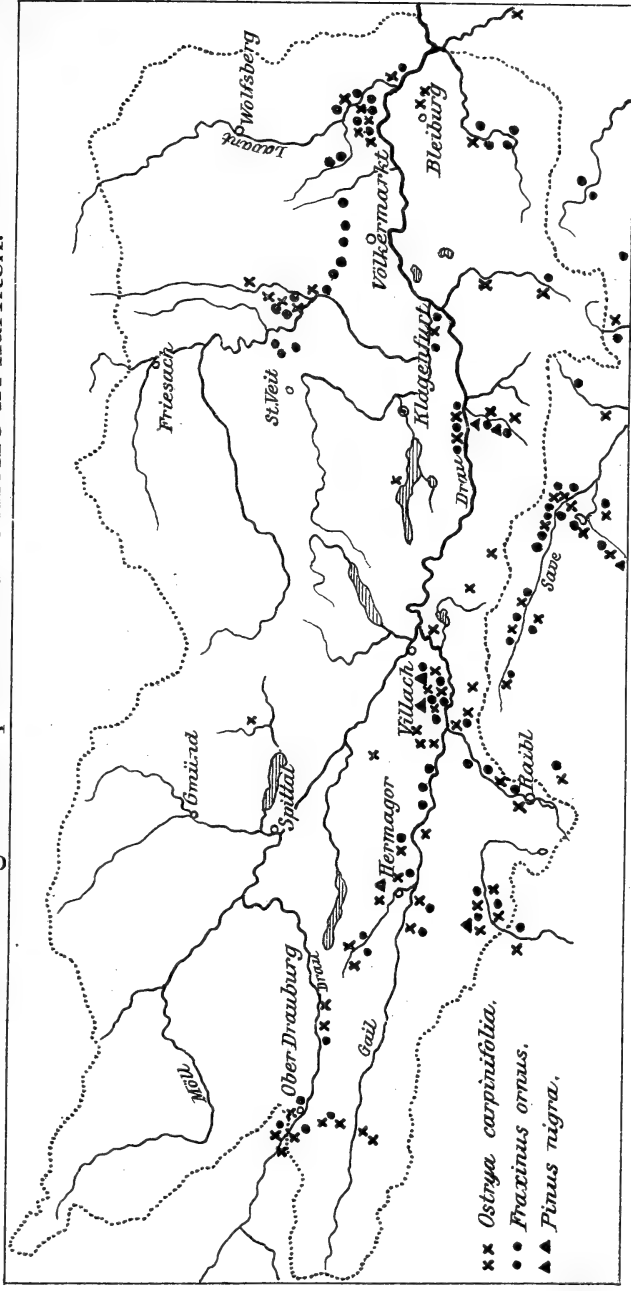 Wolfsberg
Lavant
Bleiburg
Völkermarkt
Friesach
St. Veit
Klagenfurt
Drau
Save
Villach
Raibl
Gmünd
Spittal
Hermagor
Ober Drauburg
Drau
Möll
Gail
×× Ostrya carpinifolia.
•• Fraxinus ornus.
▲▲ Pinus nigra.